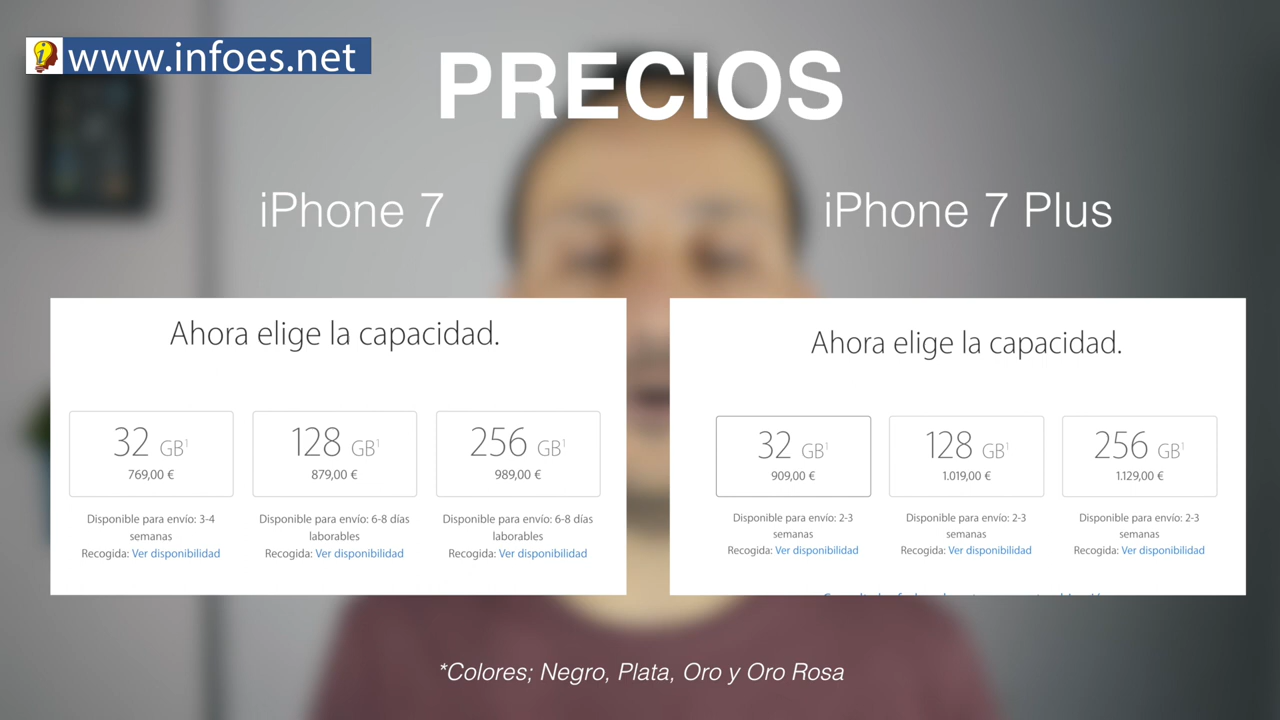 www.infoes.net
PRECIOS
iPhone 7
iPhone 7 Plus
Ahora elige la capacidad.
32 GB¹
769,00 €
Disponible para envío: 3-4
semanas
Recogida: Ver disponibilidad
128 GB¹
879,00 €
Disponible para envío: 6-8 días
laborables
Recogida: Ver disponibilidad
256 GB¹
989,00 €
Disponible para envío: 6-8 días
laborables
Recogida: Ver disponibilidad
Ahora elige la capacidad.
32 GB¹
909,00 €
Disponible para envío: 2-3
semanas
Recogida: Ver disponibilidad
128 GB¹
1.019,00 €
Disponible para envío: 2-3
semanas
Recogida: Ver disponibilidad
256 GB¹
1.129,00 €
Disponible para envío: 2-3
semanas
Recogida: Ver disponibilidad
*Colores; Negro, Plata, Oro y Oro Rosa